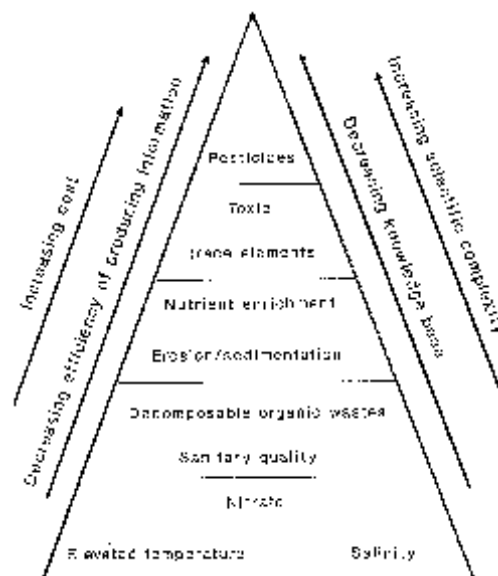 Pesticides
Toxic
trace elements
Nutrient enrichment
Erosion/sedimentation
Decomposable organic wastes
Sanitary quality
Nitrate
Elevated temperature
Salinity
Increasing cost
Decreasing efficiency of producing information
Decreasing knowledge base
Increasing scientific complexity